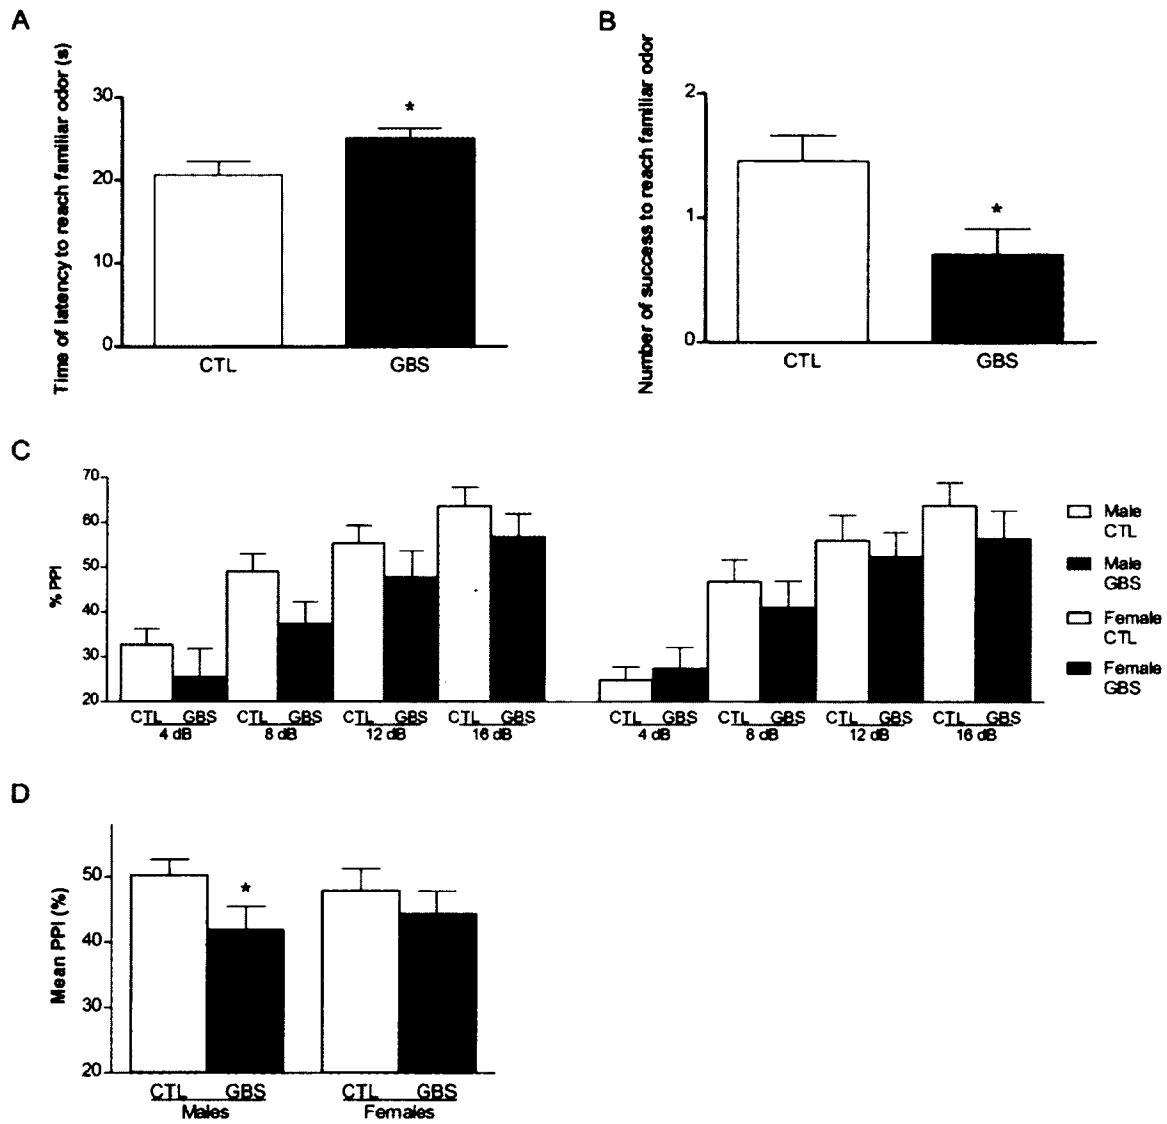 A
Time of latency to reach familiar odor (s)
30
20
10
0
*
CTL
GBS
B
Number of success to reach familiar odor
2
1
0
*
CTL
GBS
C
% PPI
70
60
50
40
30
20
CTL GBS CTL GBS CTL GBS CTL GBS CTL GBS CTL GBS CTL GBS CTL GBS
4 dB 8 dB 12 dB 16 dB 4 dB 8 dB 12 dB 16 dB
Male
CTL
Male
GBS
Female
CTL
Female
GBS
D
Mean PPI (%)
50
40
30
20
*
CTL GBS CTL GBS
Males Females